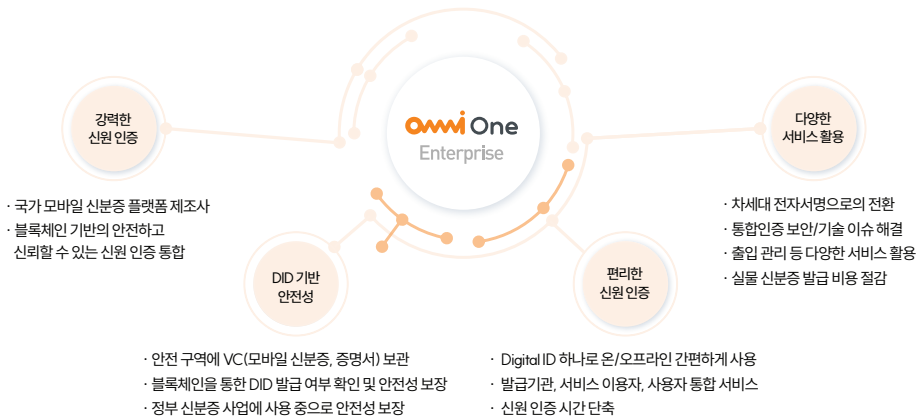 Omni One
Enterprise
강력한
신원 인증
· 국가 모바일 신분증 플랫폼 제조사
· 블록체인 기반의 안전하고
신뢰할 수 있는 신원 인증 통합
DID 기반
안전성
· 안전 구역에 VC(모바일 신분증, 증명서) 보관
· 블록체인을 통한 DID 발급 여부 확인 및 안전성 보장
· 정부 신분증 사업에 사용 중으로 안전성 보장
편리한
신원 인증
· Digital ID 하나로 온/오프라인 간편하게 사용
· 발급기관, 서비스 이용자, 사용자 통합 서비스
· 신원 인증 시간 단축
다양한
서비스 활용
· 차세대 전자서명으로의 전환
· 통합인증 보안/기술 이슈 해결
· 출입 관리 등 다양한 서비스 활용
· 실물 신분증 발급 비용 절감